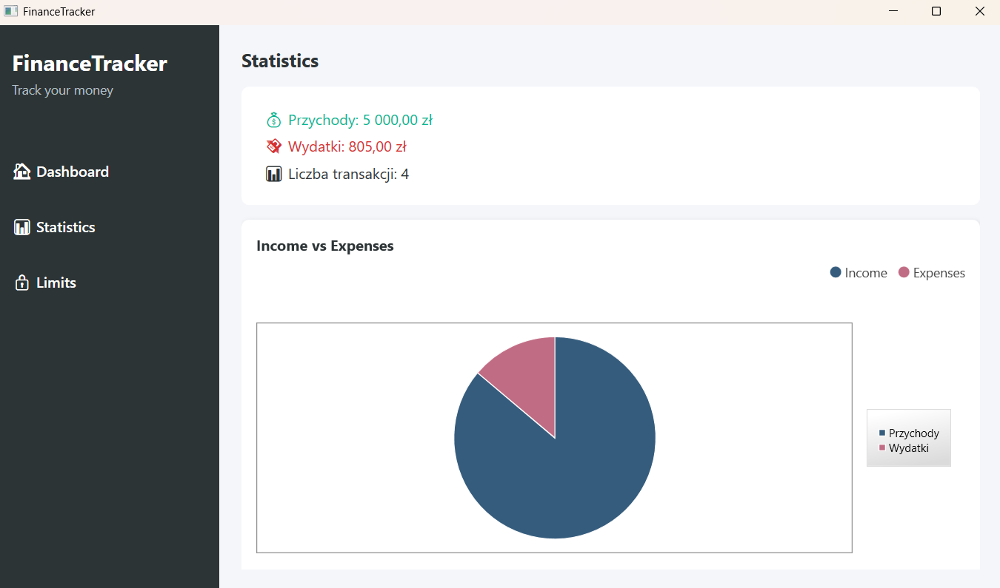 FinanceTracker
FinanceTracker
Track your money
Dashboard
Statistics
Limits
Statistics
Przychody: 5 000,00 zł
Wydatki: 805,00 zł
Liczba transakcji: 4
Income vs Expenses
Income Expenses
Przychody
Wydatki